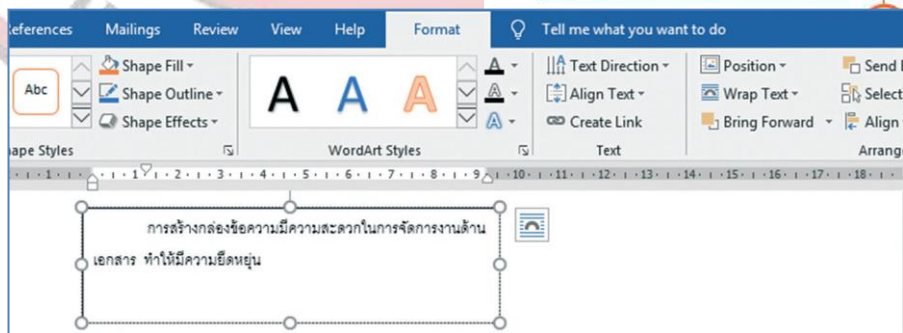 References Mailings Review View Help Format Tell me what you want to do
Abc Shape Fill Text Direction Position Send
Shape Outline A A A Align Text Wrap Text Select
Shape Effects Create Link Bring Forward Align
Shape Styles WordArt Styles Text
1 1 2 3 4 5 6 7 8 9 10 11 12 13 14 15 16 17 18
การสร้างกล่องข้อความมีความสะดวกในการจัดการงานด้าน
เอกสาร ทำให้มีความยืดหยุ่น